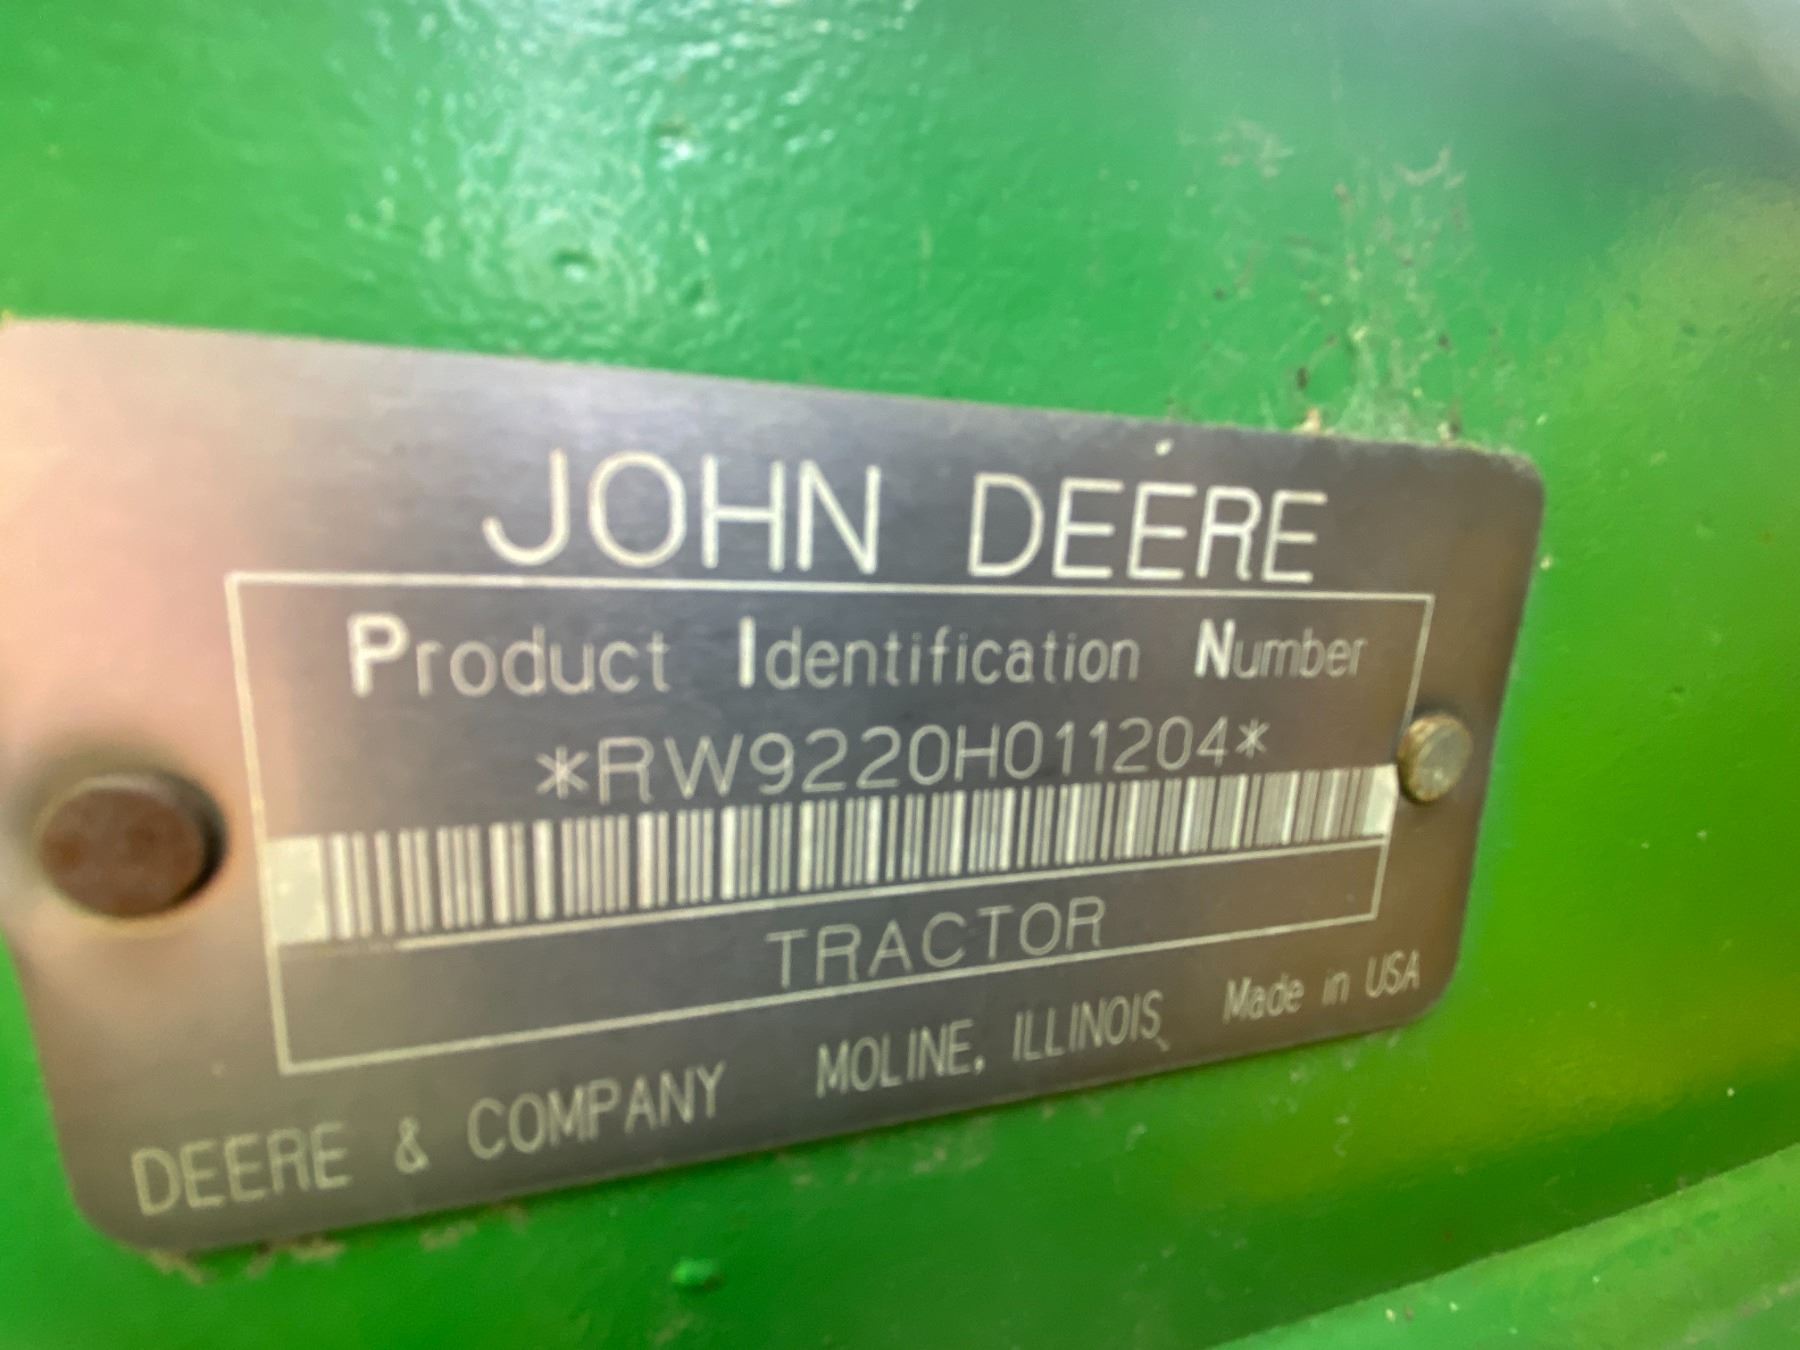 JOHN DEERE
Product Identification Number
*RW9220H011204*
TRACTOR
DEERE & COMPANY MOLINE, ILLINOIS Made in USA